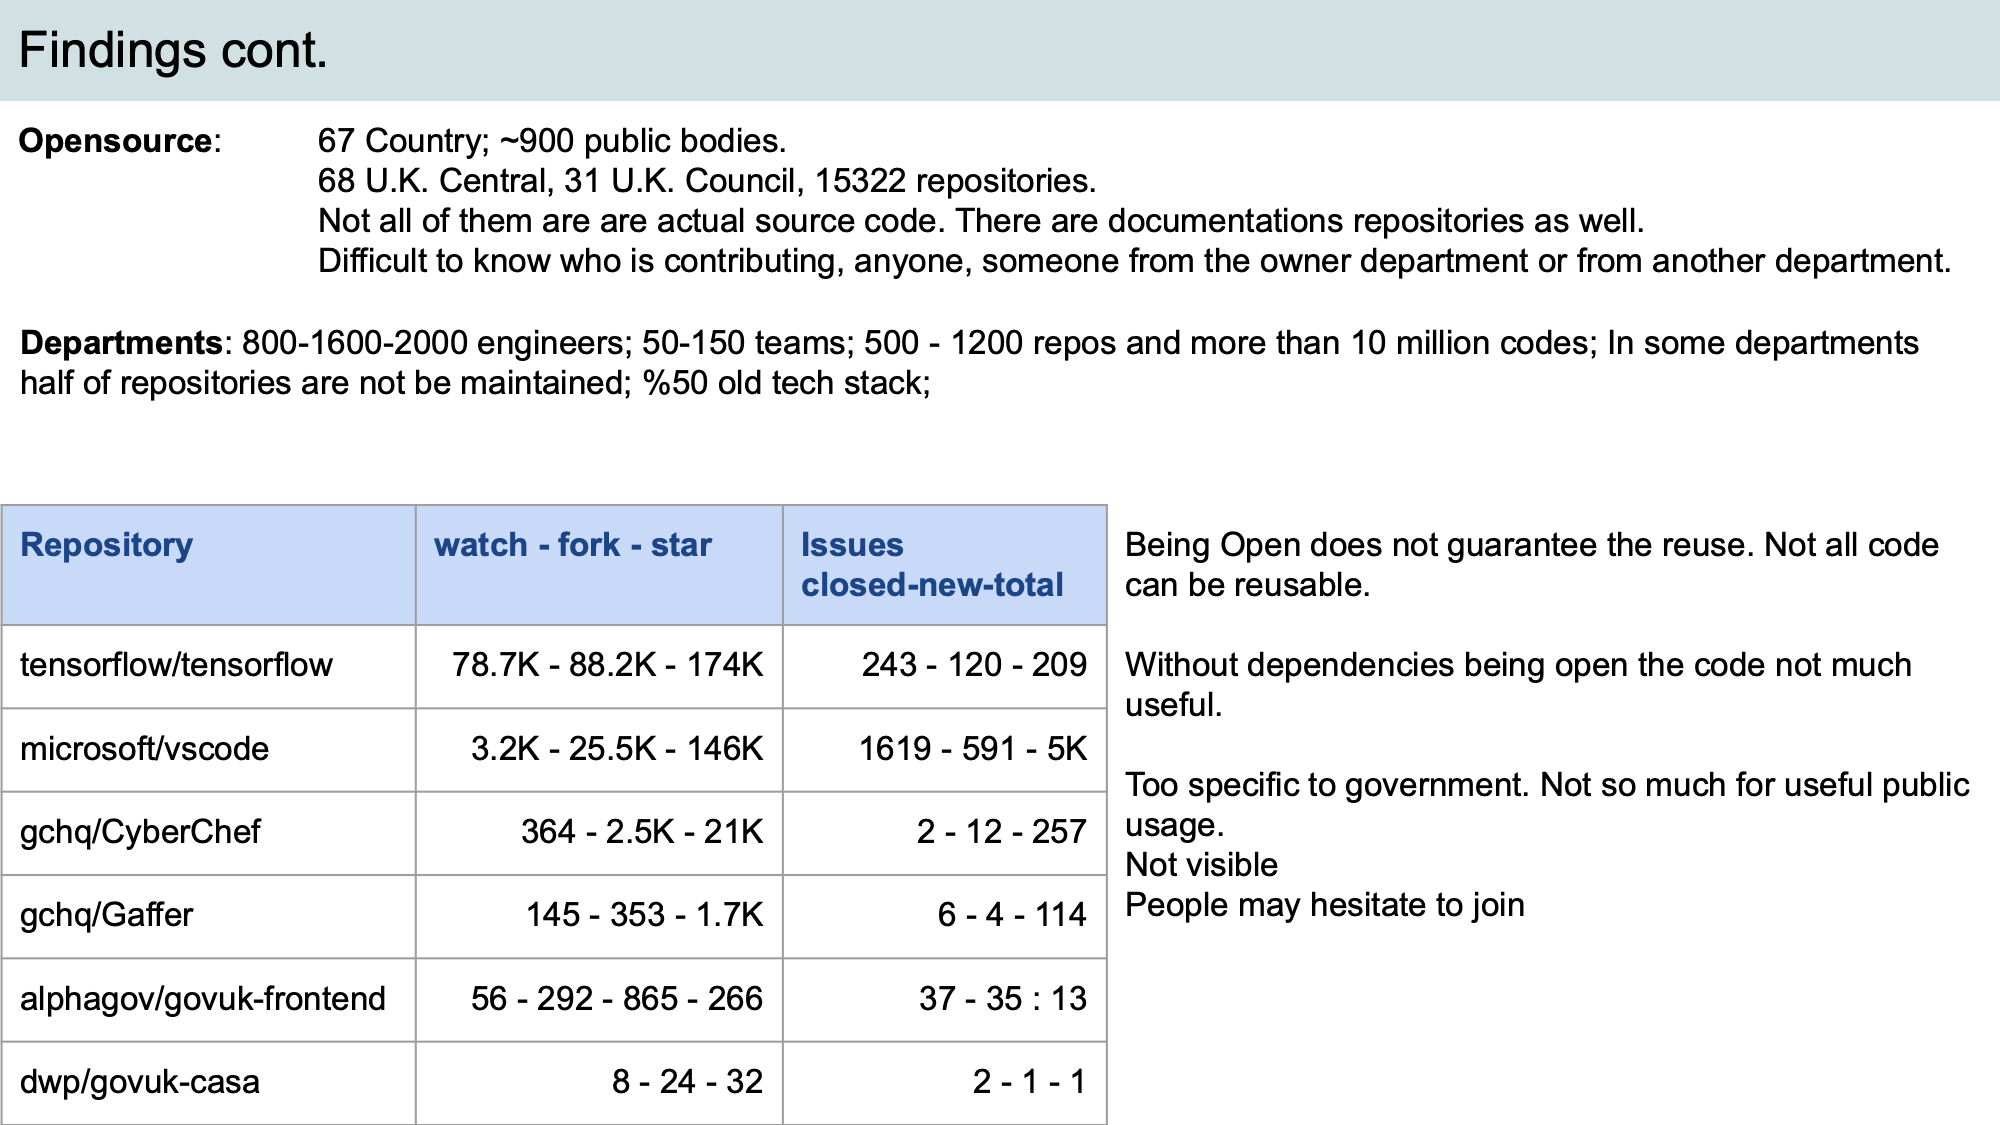 Findings cont.
Opensource: 67 Country; ~900 public bodies.
68 U.K. Central, 31 U.K. Council, 15322 repositories.
Not all of them are are actual source code. There are documentations repositories as well.
Difficult to know who is contributing, anyone, someone from the owner department or from another department.
Departments: 800-1600-2000 engineers; 50-150 teams; 500 - 1200 repos and more than 10 million codes; In some departments
half of repositories are not be maintained; %50 old tech stack;
Repository watch - fork - star Issues
closed-new-total
tensorflow/tensorflow 78.7K - 88.2K - 174K 243 - 120 - 209
microsoft/vscode 3.2K - 25.5K - 146K 1619 - 591 - 5K
gchq/CyberChef 364 - 2.5K - 21K 2 - 12 - 257
gchq/Gaffer 145 - 353 - 1.7K 6 - 4 - 114
alphagov/govuk-frontend 56 - 292 - 865 - 266 37 - 35 : 13
dwp/govuk-casa 8 - 24 - 32 2 - 1 - 1
Being Open does not guarantee the reuse. Not all code
can be reusable.
Without dependencies being open the code not much
useful.
Too specific to government. Not so much for useful public
usage.
Not visible
People may hesitate to join